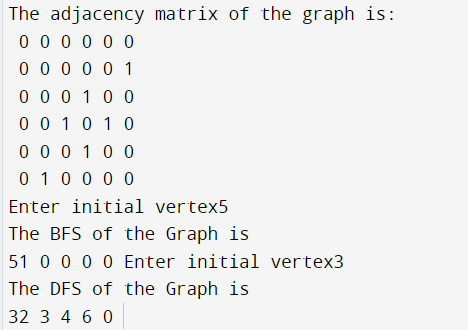 The adjacency matrix of the graph is:
0 0 0 0 0 0
0 0 0 0 0 1
0 0 0 1 0 0
0 0 1 0 1 0
0 0 0 1 0 0
0 1 0 0 0 0
Enter initial vertex5
The BFS of the Graph is
51 0 0 0 0 Enter initial vertex3
The DFS of the Graph is
32 3 4 6 0